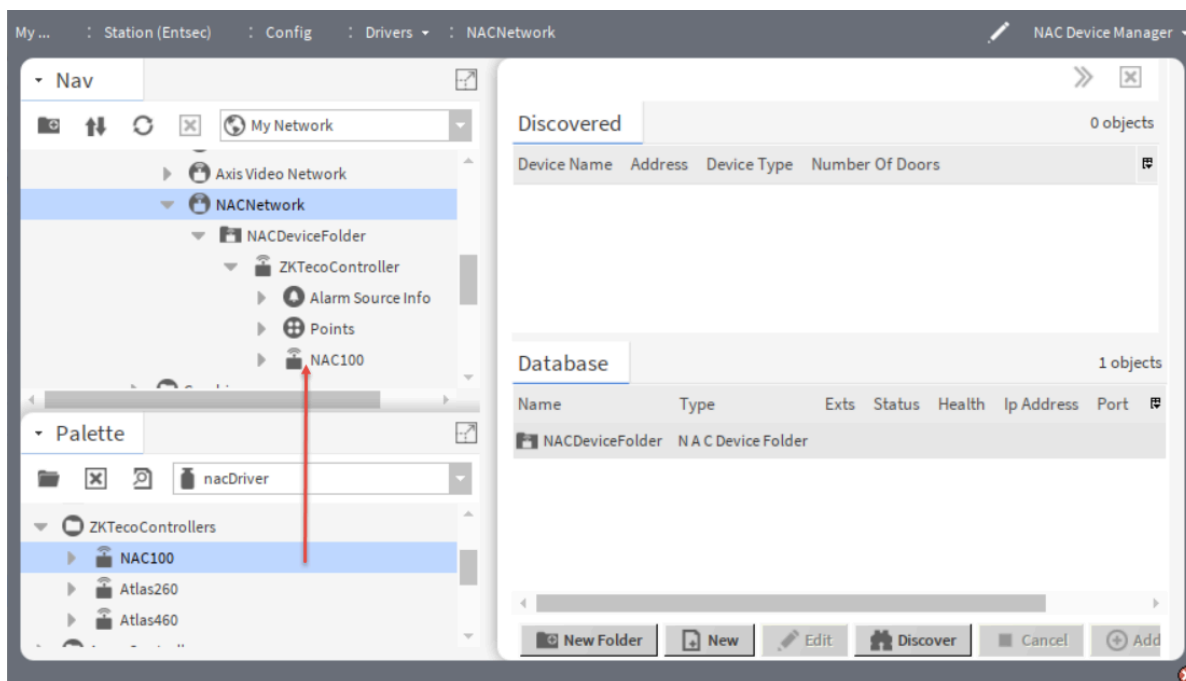 My ... : Station (Entsec) : Config : Drivers : NACNetwork NAC Device Manager
Nav
My Network
Axis Video Network
NACNetwork
NACDeviceFolder
ZKTecoController
Alarm Source Info
Points
NAC100
Palette
nacDriver
ZKTecoControllers
NAC100
Atlas260
Atlas460
Discovered 0 objects
Device Name Address Device Type Number Of Doors
Database 1 objects
Name Type Exts Status Health Ip Address Port
NACDeviceFolder N A C Device Folder
New Folder New Edit Discover Cancel Add